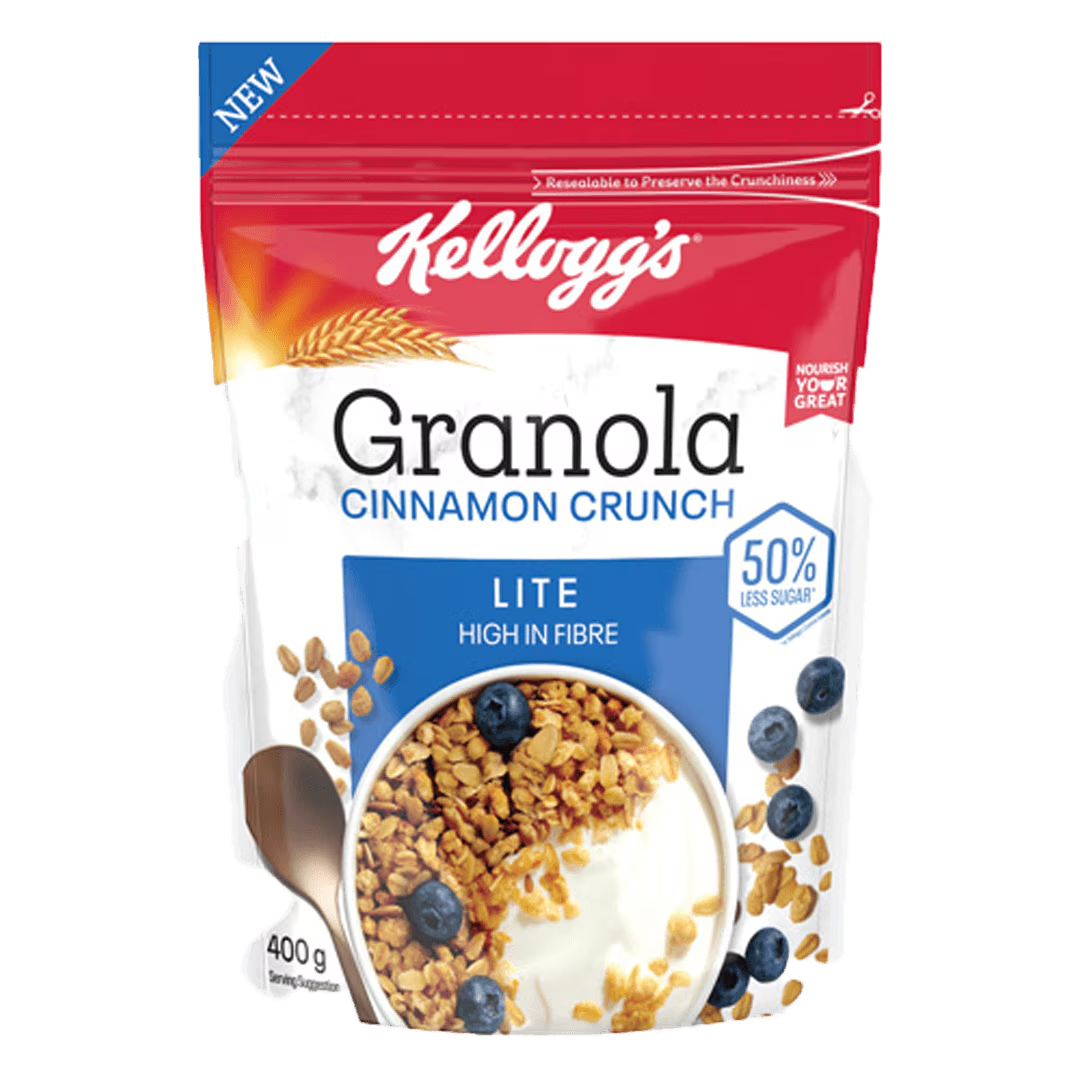 NEW
Resealable to Preserve the Crunchiness
Kellogg's®
NOURISH
YOUR
GREAT
Granola
CINNAMON CRUNCH
50%
LESS SUGAR*
LITE
HIGH IN FIBRE
400 g
Serving Suggestion